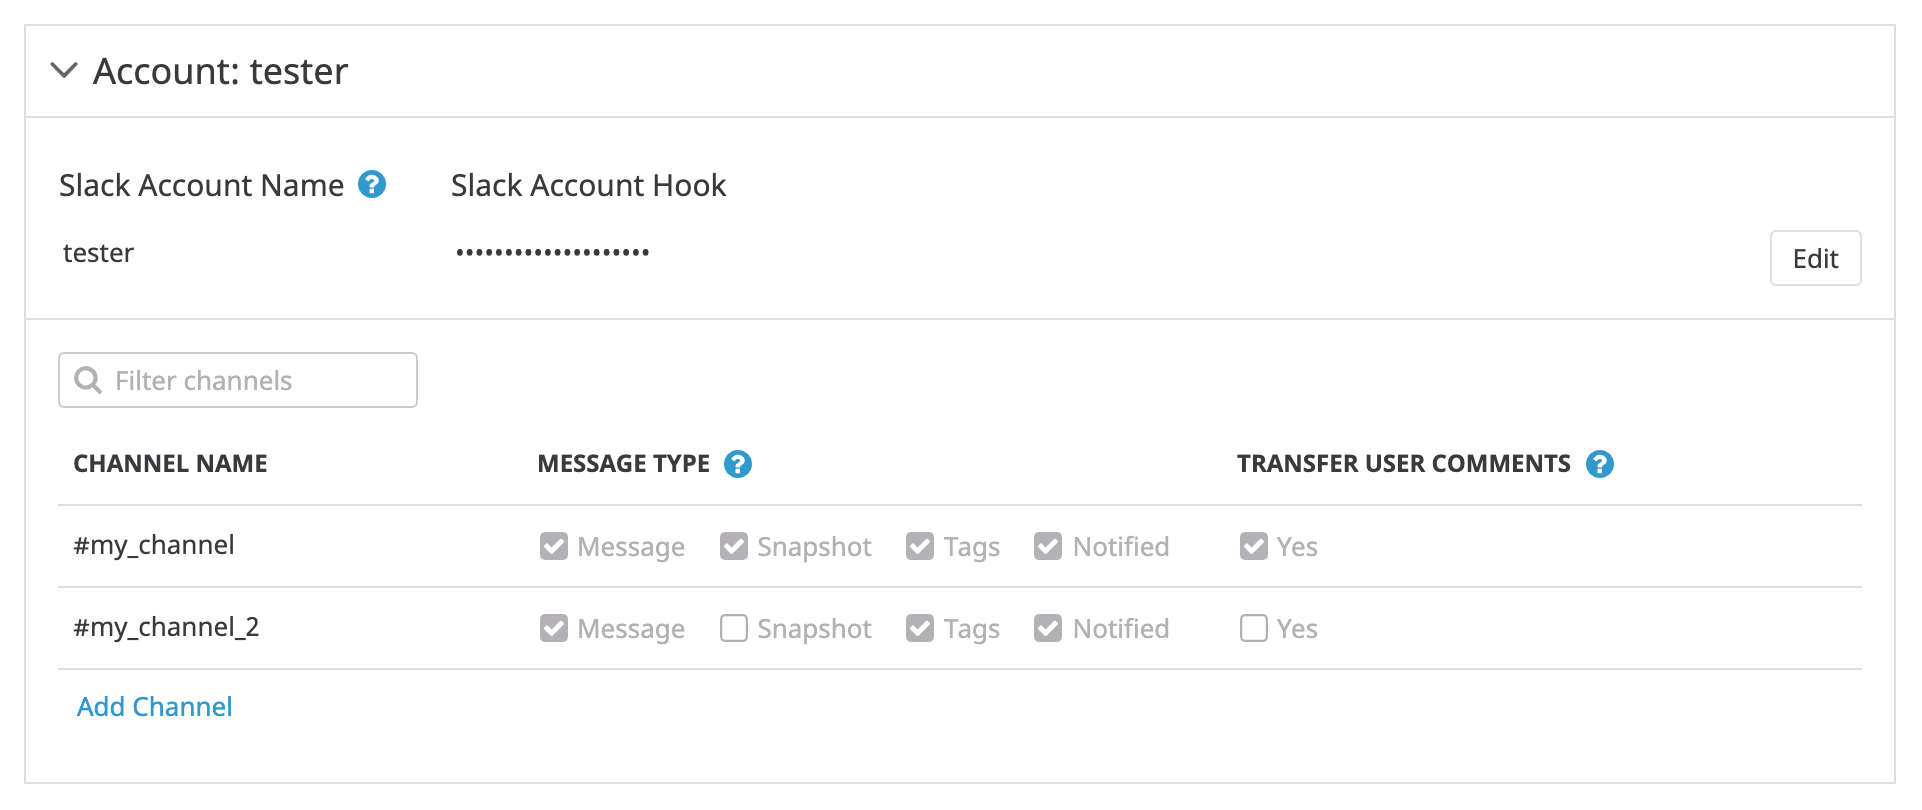 Account: tester
Slack Account Name ? Slack Account Hook
tester ••••••••••••••••••••
Edit
Filter channels
CHANNEL NAME MESSAGE TYPE ? TRANSFER USER COMMENTS ?
#my_channel Message Snapshot Tags Notified Yes
#my_channel_2 Message Snapshot Tags Notified Yes
Add Channel